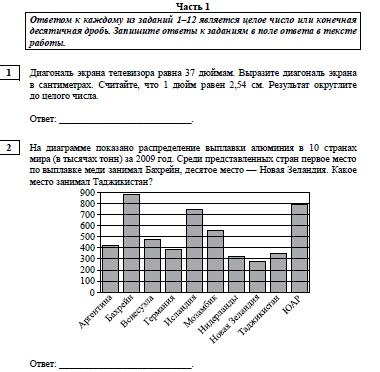 Часть 1
Ответом к каждому из заданий 1–12 является целое число или конечная
десятичная дробь. Запишите ответы к заданиям в поле ответа в тексте
работы.
1
Диагональ экрана телевизора равна 37 дюймам. Выразите диагональ экрана
в сантиметрах. Считайте, что 1 дюйм равен 2,54 см. Результат округлите
до целого числа.
Ответ: ___________________________.
2
На диаграмме показано распределение выплавки алюминия в 10 странах
мира (в тысячах тонн) за 2009 год. Среди представленных стран первое место
по выплавке меди занимал Бахрейн, десятое место — Новая Зеландия. Какое
место занимал Таджикистан?
900
800
700
600
500
400
300
200
100
0
Аргентина
Бахрейн
Венесуэла
Германия
Исландия
Мозамбик
Нидерланды
Новая Зеландия
Таджикистан
ЮАР
Ответ: ___________________________.